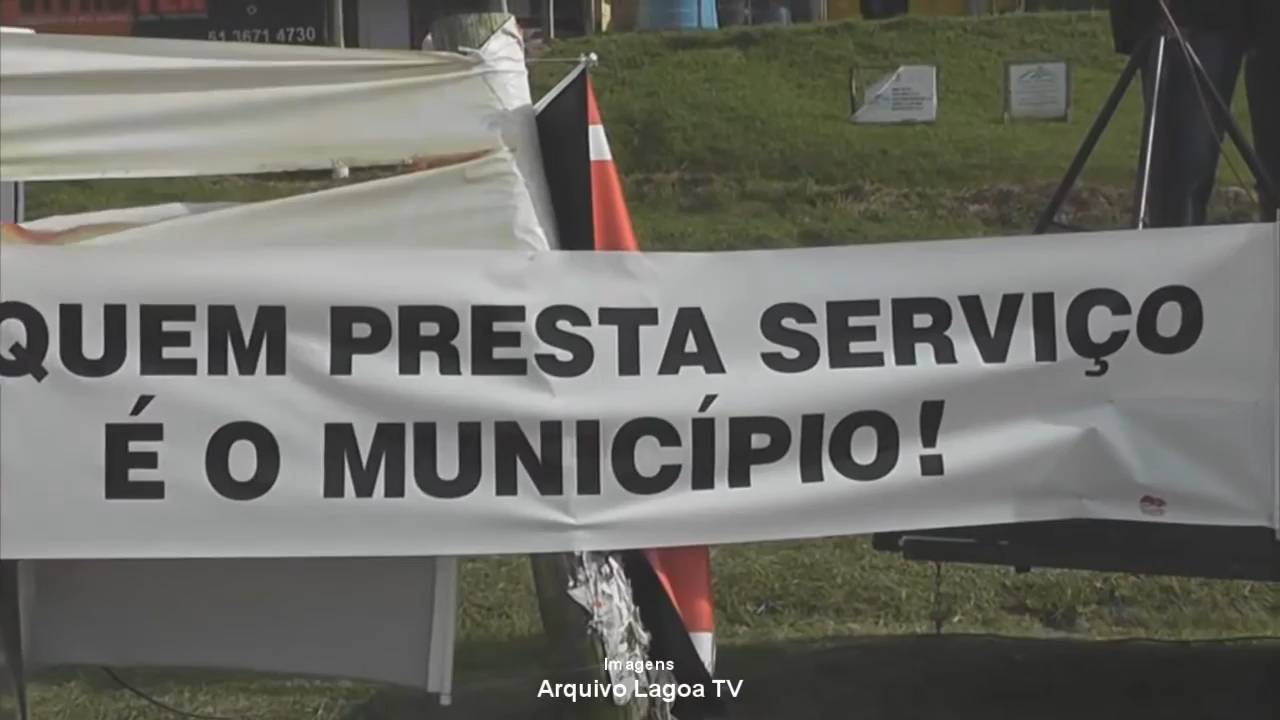 51 3671 4730
QUEM PRESTA SERVIÇO
É O MUNICÍPIO!
Imagens
Arquivo Lagoa TV